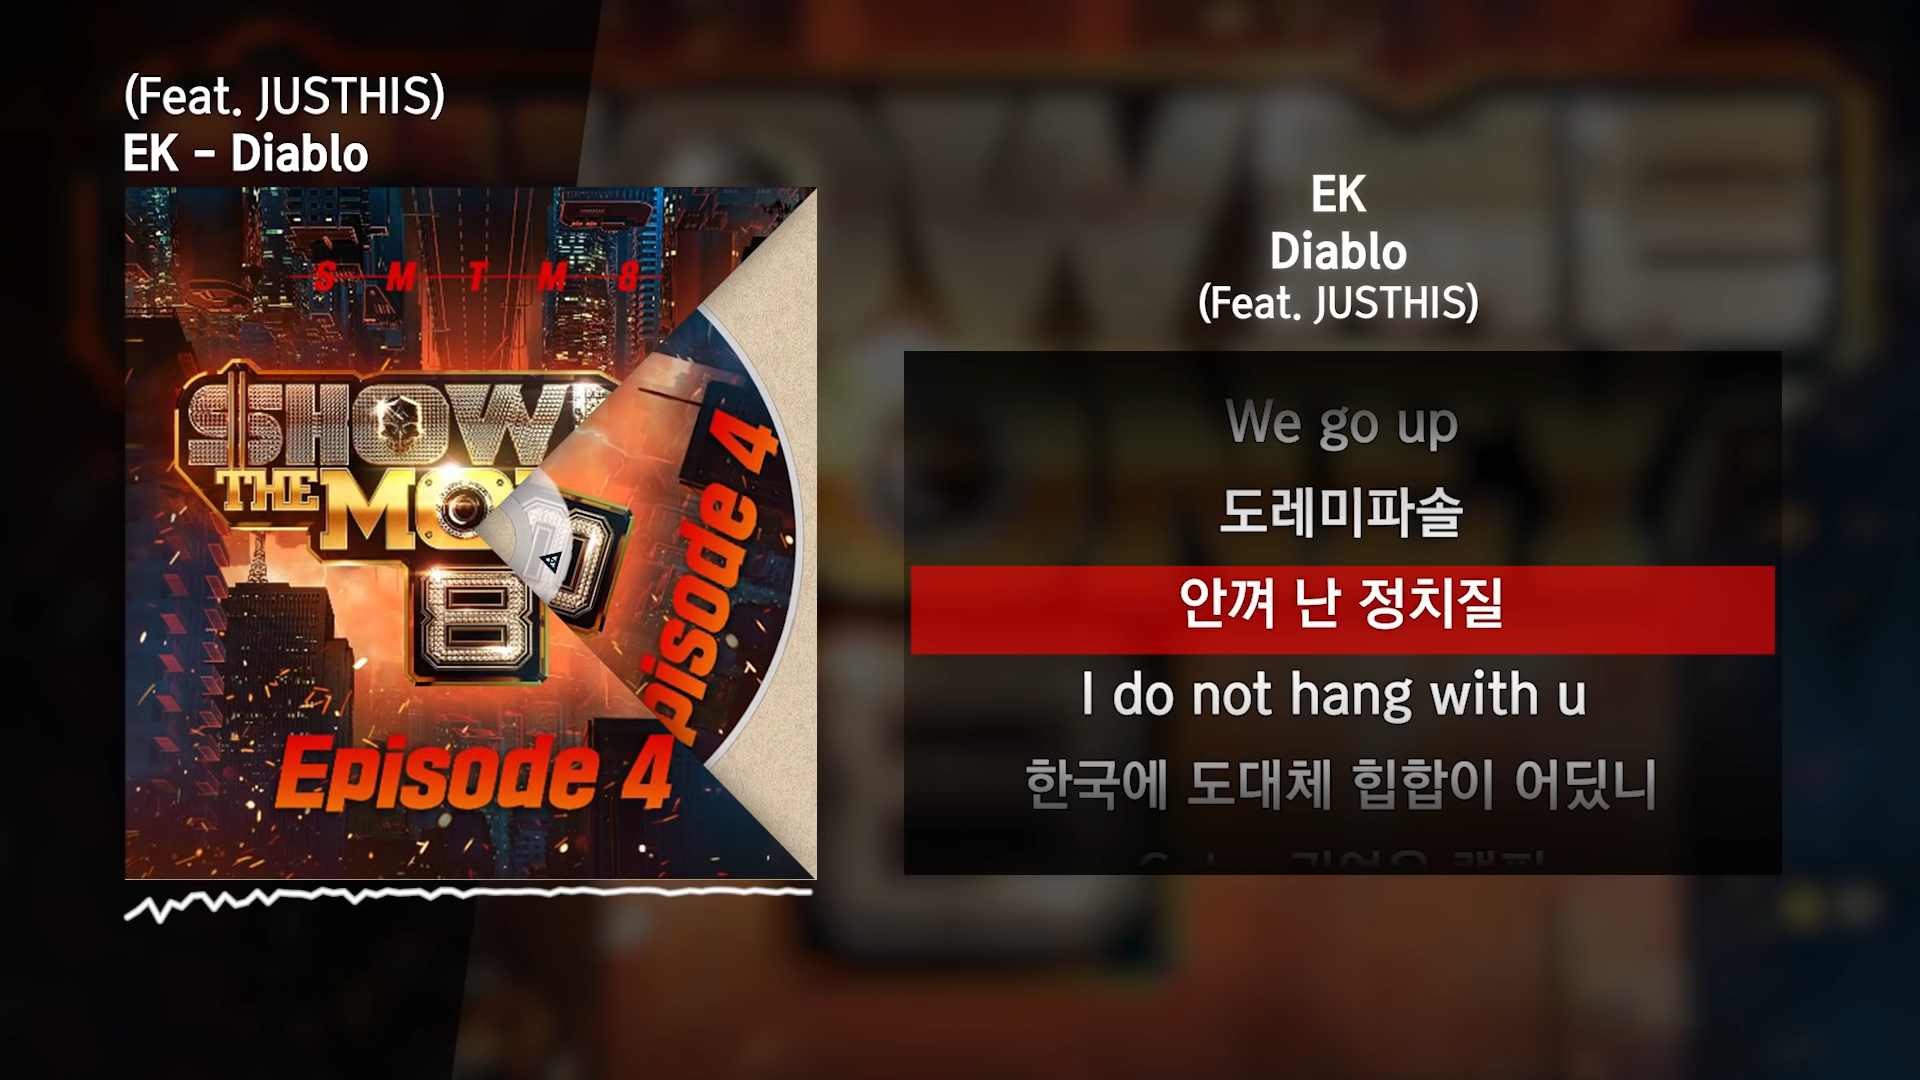 (Feat. JUSTHIS)
EK - Diablo
S M T M 8
SHOW
THE MO
8
Episode 4
pisode 4
EK
Diablo
(Feat. JUSTHIS)
We go up
도레미파솔
안껴 난 정치질
I do not hang with u
한국에 도대체 힙합이 어딨니